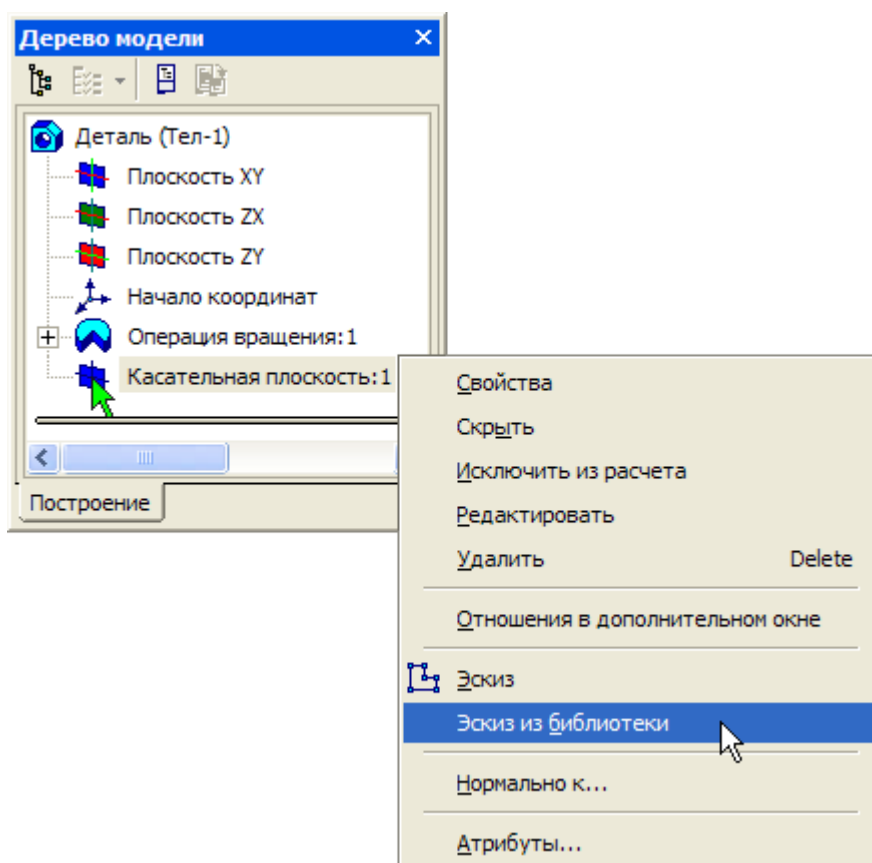 Дерево модели
Деталь (Тел-1)
Плоскость XY
Плоскость ZX
Плоскость ZY
Начало координат
Операция вращения:1
Касательная плоскость:1
Построение
Свойства
Скрыть
Исключить из расчета
Редактировать
Удалить Delete
Отношения в дополнительном окне
Эскиз
Эскиз из библиотеки
Нормально к...
Атрибуты...